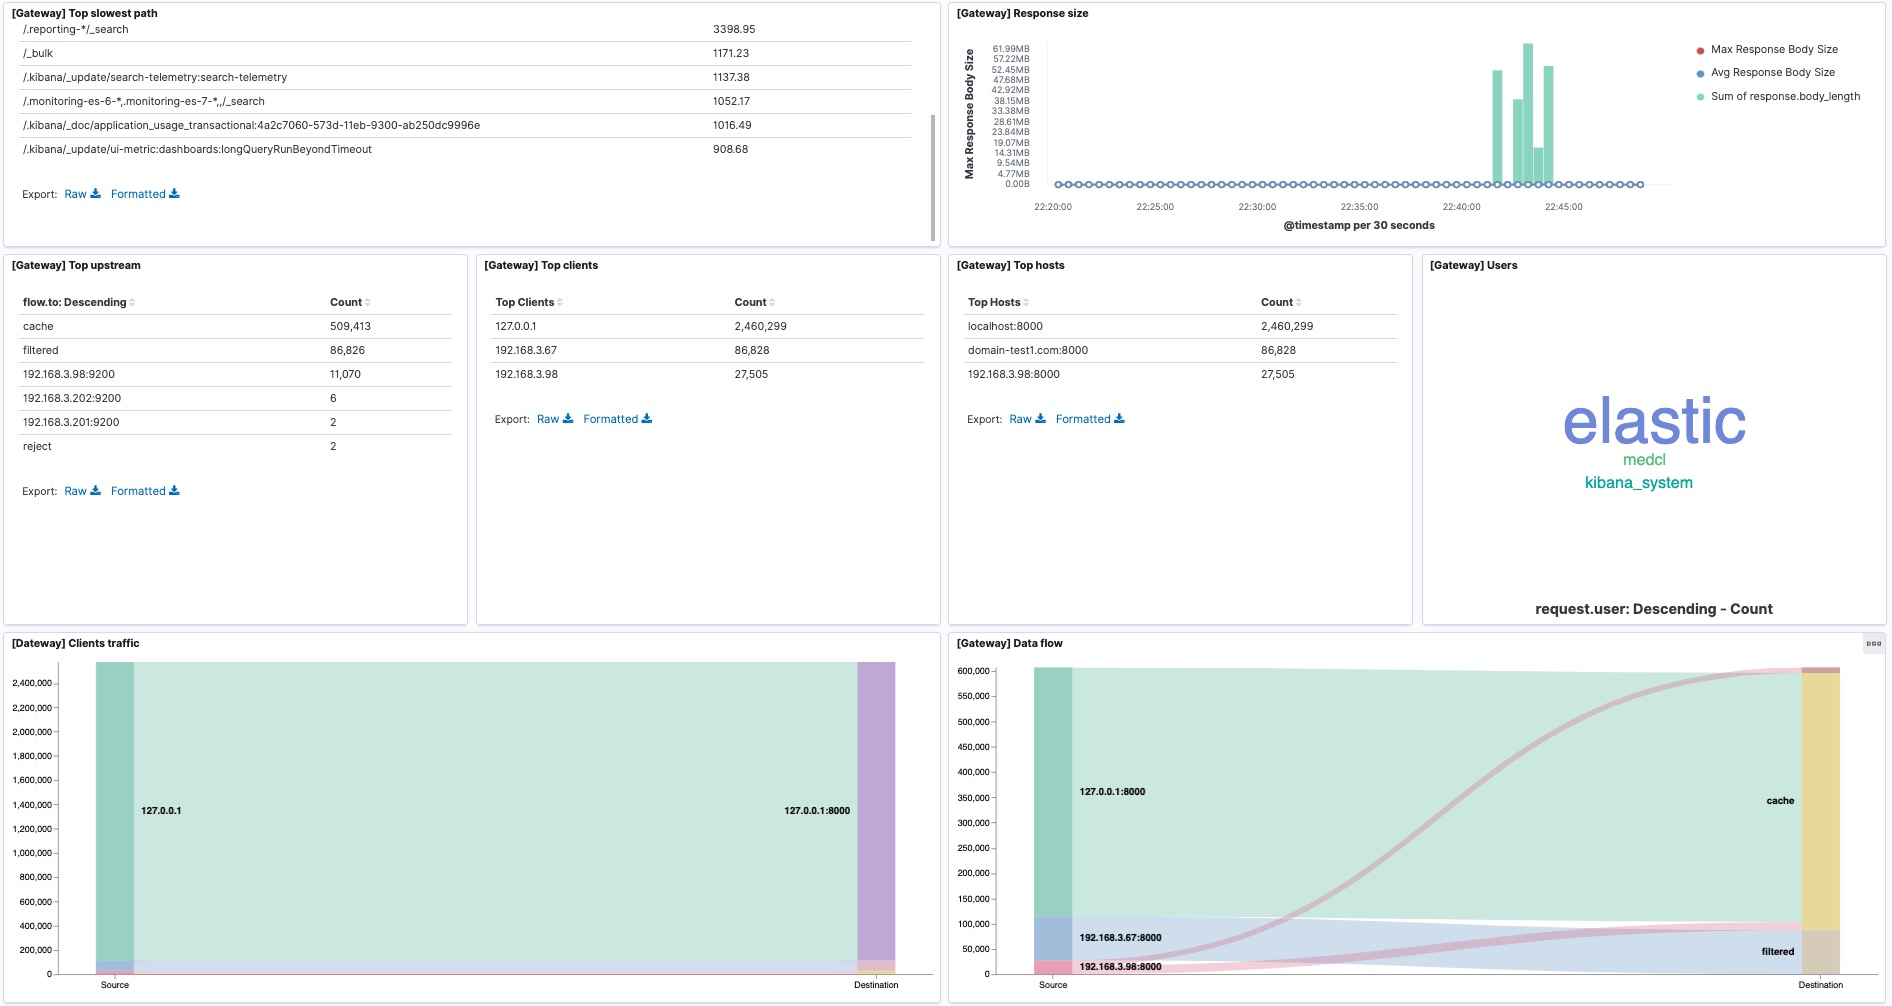 [Gateway] Top slowest path
/.reporting-*/_search 3398.95
/_bulk 1171.23
/.kibana/_update/search-telemetry:search-telemetry 1137.38
/.monitoring-es-6-*,.monitoring-es-7-*,,/_search 1052.17
/.kibana/_doc/application_usage_transactional:4a2c7060-573d-11eb-9300-ab250dc9996e 1016.49
/.kibana/_update/ui-metric:dashboards:longQueryRunBeyondTimeout 908.68
Export: Raw Formatted
[Gateway] Response size
Max Response Body Size
61.99MB
57.22MB
52.45MB
47.68MB
42.92MB
38.15MB
33.38MB
28.61MB
23.84MB
19.07MB
14.31MB
9.54MB
4.77MB
0.00B
22:20:00 22:25:00 22:30:00 22:35:00 22:40:00 22:45:00
@timestamp per 30 seconds
Max Response Body Size
Avg Response Body Size
Sum of response.body_length
[Gateway] Top upstream
flow.to: Descending Count
cache 509,413
filtered 86,826
192.168.3.98:9200 11,070
192.168.3.202:9200 6
192.168.3.201:9200 2
reject 2
Export: Raw Formatted
[Gateway] Top clients
Top Clients Count
127.0.0.1 2,460,299
192.168.3.67 86,828
192.168.3.98 27,505
Export: Raw Formatted
[Gateway] Top hosts
Top Hosts Count
localhost:8000 2,460,299
domain-test1.com:8000 86,828
192.168.3.98:8000 27,505
Export: Raw Formatted
[Gateway] Users
elastic
medcl
kibana_system
request.user: Descending - Count
[Dateway] Clients traffic
2,400,000
2,200,000
2,000,000
1,800,000
1,600,000
1,400,000
1,200,000
1,000,000
800,000
600,000
400,000
200,000
0
127.0.0.1 127.0.0.1:8000
Source Destination
[Gateway] Data flow
600,000
550,000
500,000
450,000
400,000
350,000
300,000
250,000
200,000
150,000
100,000
50,000
0
127.0.0.1:8000
cache
192.168.3.67:8000
filtered
192.168.3.98:8000
Source Destination